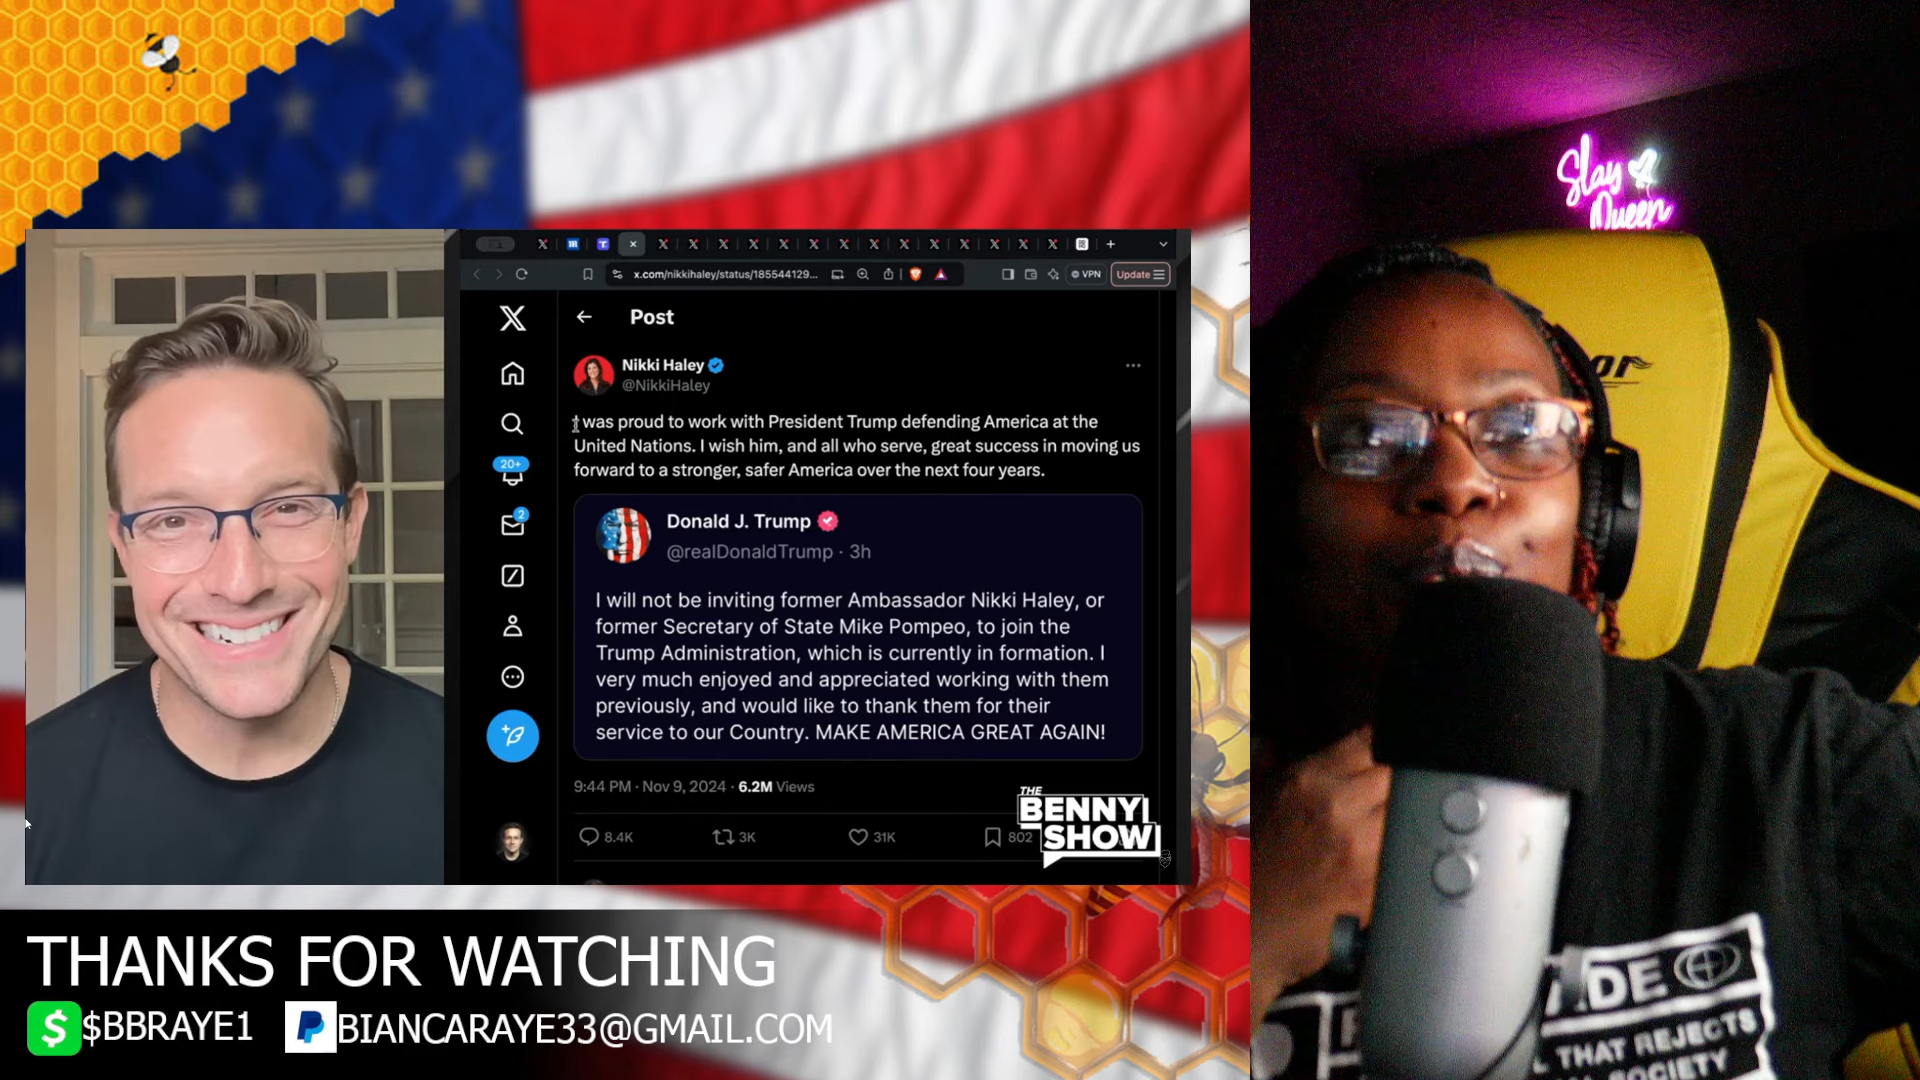 Slay
Queen
x.com/nikkihaley/status/185544129...
VPN
Update
Post
Nikki Haley
@NikkiHaley
I was proud to work with President Trump defending America at the
United Nations. I wish him, and all who serve, great success in moving us
forward to a stronger, safer America over the next four years.
20+
2
Donald J. Trump
@realDonaldTrump · 3h
I will not be inviting former Ambassador Nikki Haley, or
former Secretary of State Mike Pompeo, to join the
Trump Administration, which is currently in formation. I
very much enjoyed and appreciated working with them
previously, and would like to thank them for their
service to our Country. MAKE AMERICA GREAT AGAIN!
9:44 PM · Nov 9, 2024 · 6.2M Views
8.4K 3K 31K 802
THE
BENNY
SHOW
THANKS FOR WATCHING
$BBRAYE1
BIANCARAYE33@GMAIL.COM
THAT REJECTS
SOCIETY